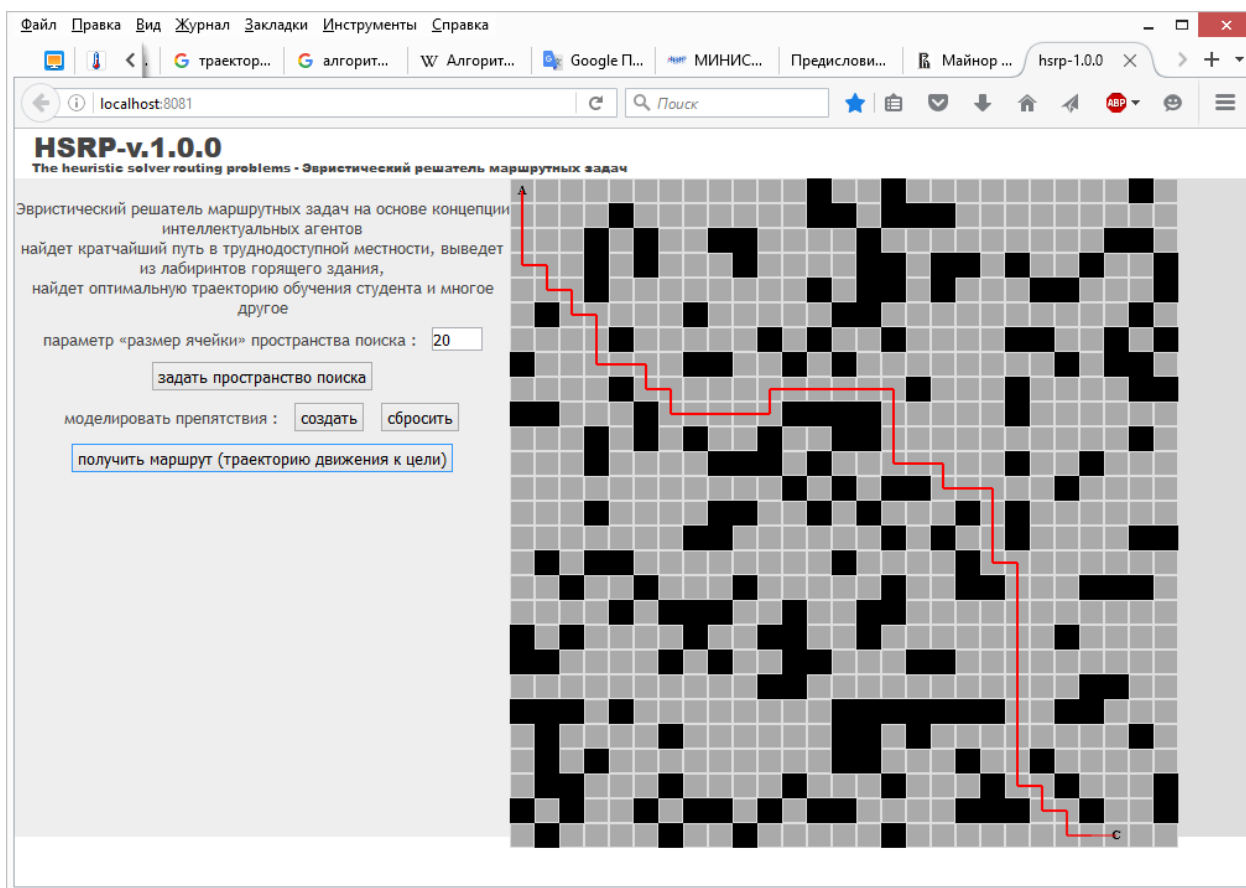 Файл Правка Вид Журнал Закладки Инструменты Справка
траектор... алгорит... Алгорит... Google П... МИНИС... Предислови... Майнор ... hsrp-1.0.0
localhost:8081 Поиск ABP
HSRP-v.1.0.0
The heuristic solver routing problems - Эвристический решатель маршрутных задач
Эвристический решатель маршрутных задач на основе концепции
интеллектуальных агентов
найдет кратчайший путь в труднодоступной местности, выведет
из лабиринтов горящего здания,
найдет оптимальную траекторию обучения студента и многое
другое
параметр «размер ячейки» пространства поиска : 20
задать пространство поиска
моделировать препятствия : создать сбросить
получить маршрут (траекторию движения к цели)
A
C